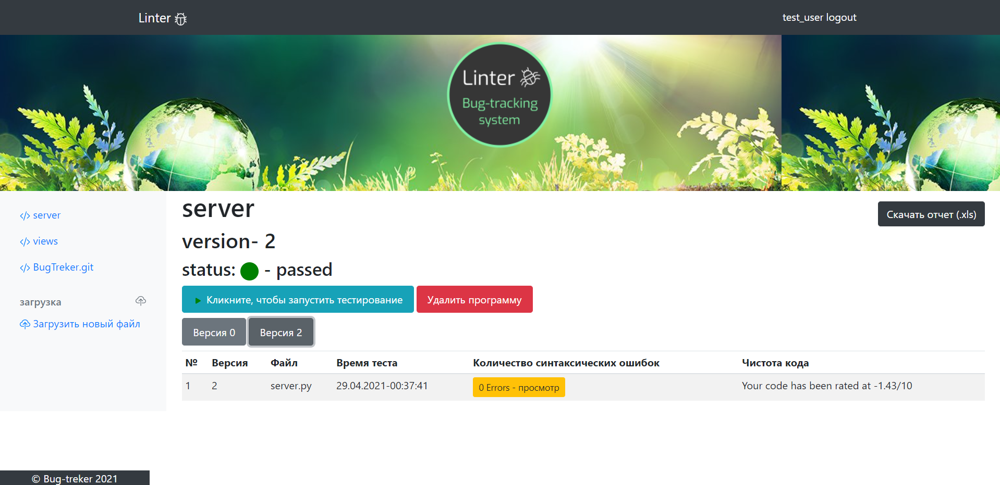 Linter
test_user logout
Linter
Bug-tracking
system
server
views
BugTreker.git
загрузка
Загрузить новый файл
server
Скачать отчет (.xls)
version- 2
status: - passed
Кликните, чтобы запустить тестирование Удалить программу
Версия 0 Версия 2
№ Версия Файл Время теста Количество синтаксических ошибок Чистота кода
1 2 server.py 29.04.2021-00:37:41 0 Errors - просмотр Your code has been rated at -1.43/10
© Bug-treker 2021